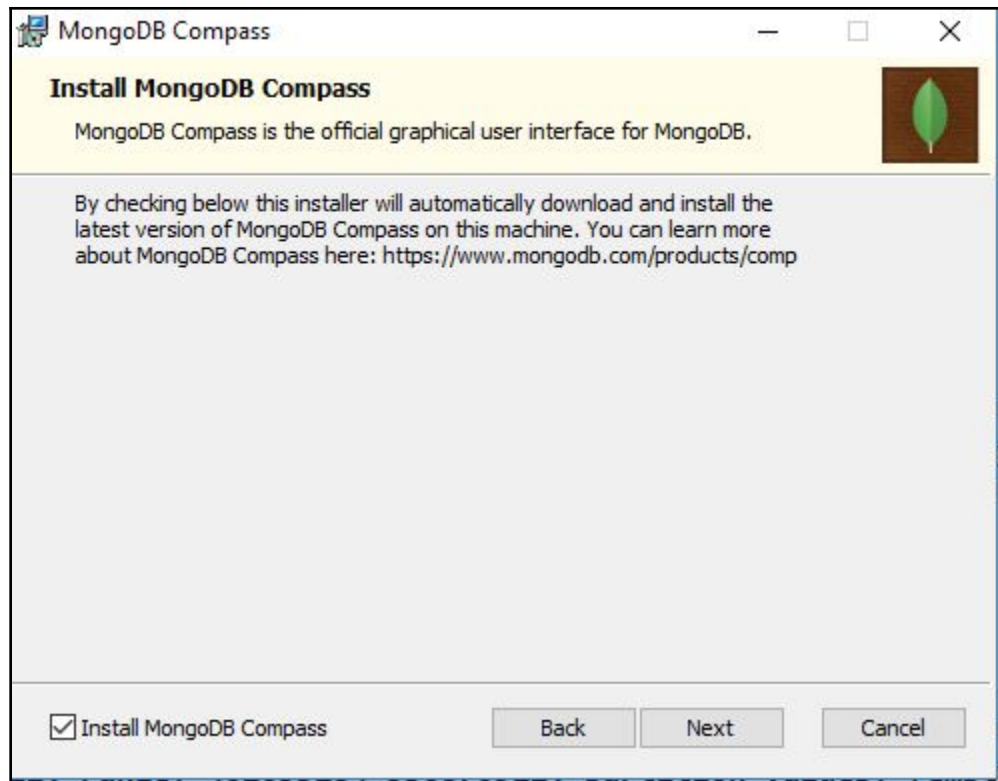 MongoDB Compass
Install MongoDB Compass
MongoDB Compass is the official graphical user interface for MongoDB.
By checking below this installer will automatically download and install the
latest version of MongoDB Compass on this machine. You can learn more
about MongoDB Compass here: https://www.mongodb.com/products/comp
Install MongoDB Compass
Back
Next
Cancel